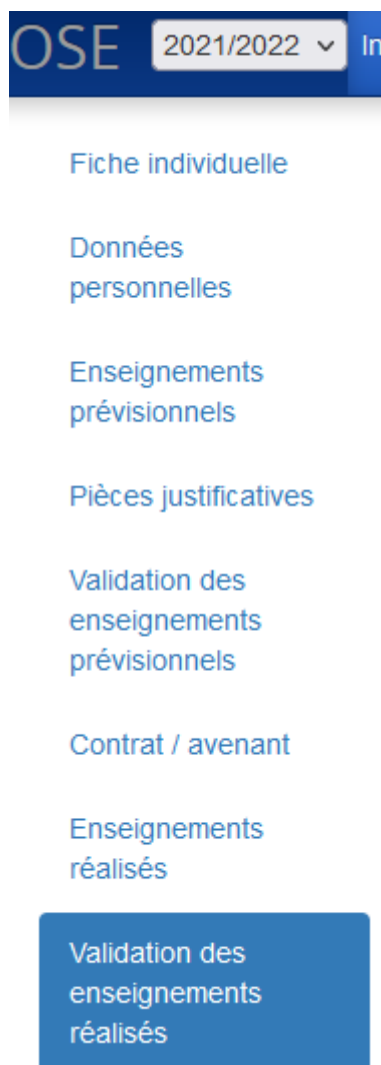 OSE 2021/2022 In
Fiche individuelle
Données
personnelles
Enseignements
prévisionnels
Pièces justificatives
Validation des
enseignements
prévisionnels
Contrat / avenant
Enseignements
réalisés
Validation des
enseignements
réalisés